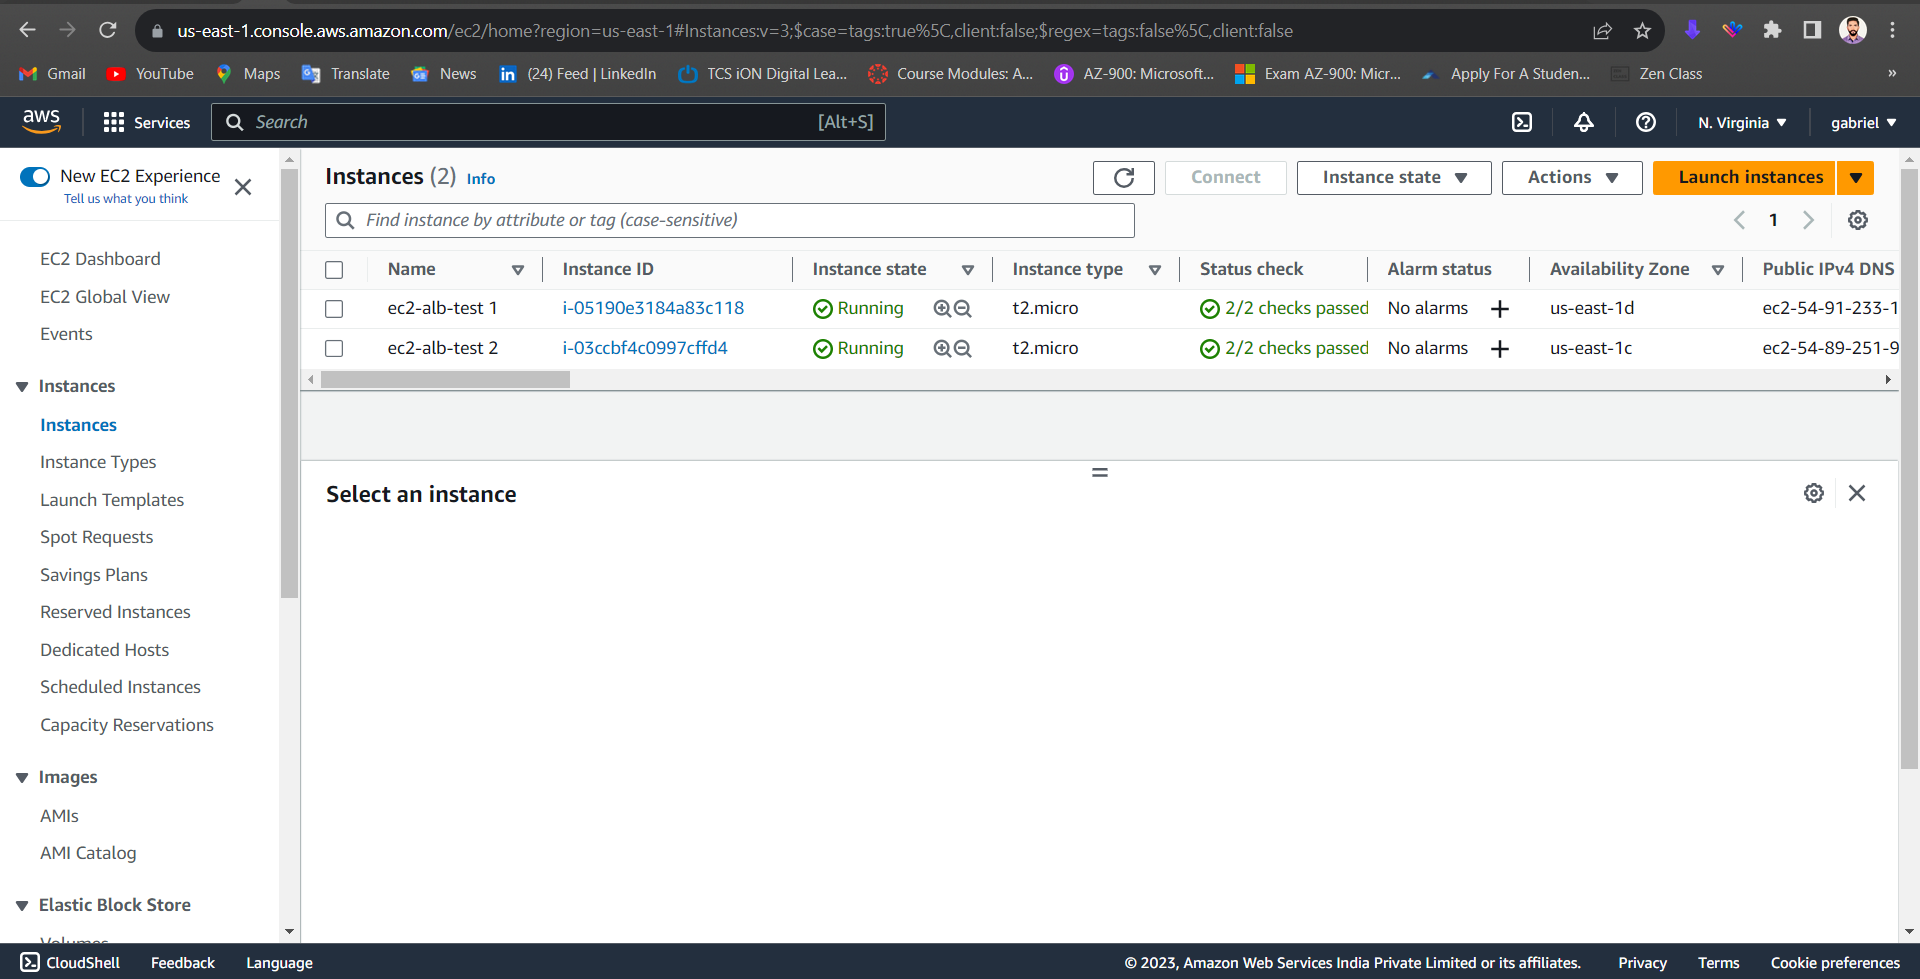 us-east-1.console.aws.amazon.com/ec2/home?region=us-east-1#Instances:v=3;$case=tags:true%5C,client:false;$regex=tags:false%5C,client:false
Gmail YouTube Maps Translate News (24) Feed | LinkedIn TCS iON Digital Lea... Course Modules: A... AZ-900: Microsoft... Exam AZ-900: Micr... Apply For A Studen... Zen Class »
aws Services Search [Alt+S] N. Virginia gabriel
New EC2 Experience
Tell us what you think
EC2 Dashboard
EC2 Global View
Events
Instances
Instances
Instance Types
Launch Templates
Spot Requests
Savings Plans
Reserved Instances
Dedicated Hosts
Scheduled Instances
Capacity Reservations
Images
AMIs
AMI Catalog
Elastic Block Store
Volumes
Instances (2) Info Connect Instance state Actions Launch instances
Find instance by attribute or tag (case-sensitive) 1
Name Instance ID Instance state Instance type Status check Alarm status Availability Zone Public IPv4 DNS
ec2-alb-test 1 i-05190e3184a83c118 Running t2.micro 2/2 checks passed No alarms + us-east-1d ec2-54-91-233-1
ec2-alb-test 2 i-03ccbf4c0997cffd4 Running t2.micro 2/2 checks passed No alarms + us-east-1c ec2-54-89-251-9
Select an instance
CloudShell Feedback Language © 2023, Amazon Web Services India Private Limited or its affiliates. Privacy Terms Cookie preferences